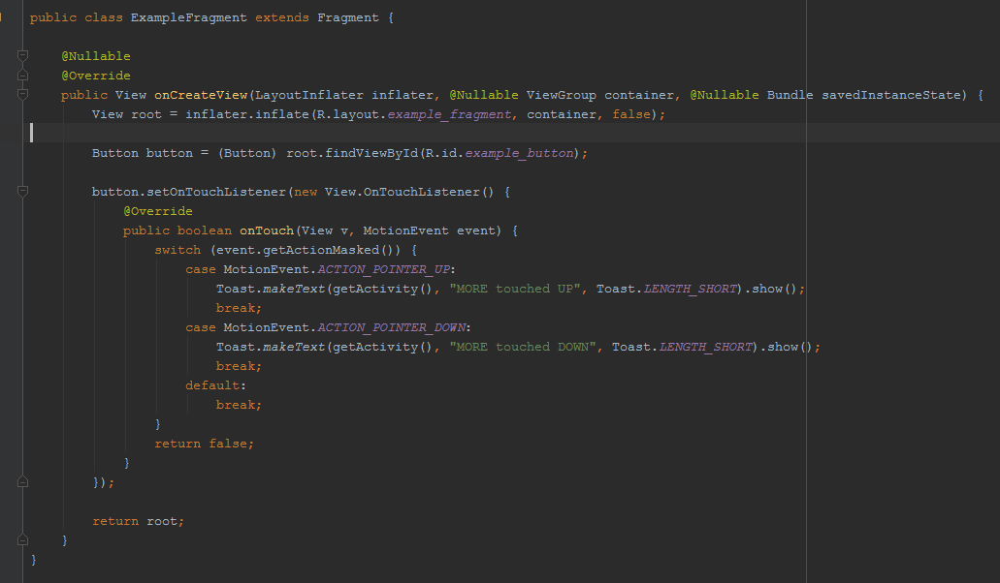 public class ExampleFragment extends Fragment {
@Nullable
@Override
public View onCreateView(LayoutInflater inflater, @Nullable ViewGroup container, @Nullable Bundle savedInstanceState) {
View root = inflater.inflate(R.layout.example_fragment, container, false);
Button button = (Button) root.findViewById(R.id.example_button);
button.setOnTouchListener(new View.OnTouchListener() {
@Override
public boolean onTouch(View v, MotionEvent event) {
switch (event.getActionMasked()) {
case MotionEvent.ACTION_POINTER_UP:
Toast.makeText(getActivity(), "MORE touched UP", Toast.LENGTH_SHORT).show();
break;
case MotionEvent.ACTION_POINTER_DOWN:
Toast.makeText(getActivity(), "MORE touched DOWN", Toast.LENGTH_SHORT).show();
break;
default:
break;
}
return false;
}
});
return root;
}
}